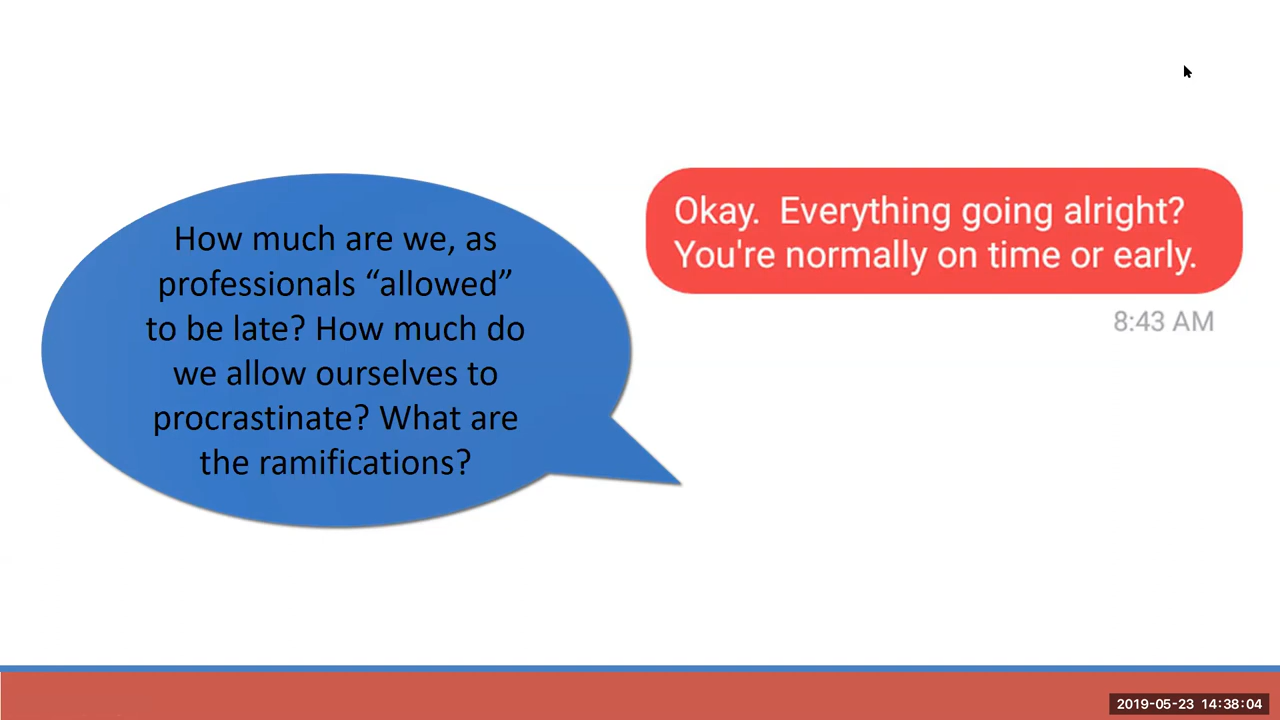 How much are we, as
professionals “allowed”
to be late? How much do
we allow ourselves to
procrastinate? What are
the ramifications?
Okay.  Everything going alright?
You're normally on time or early.
8:43 AM
2019-05-23 14:38:04